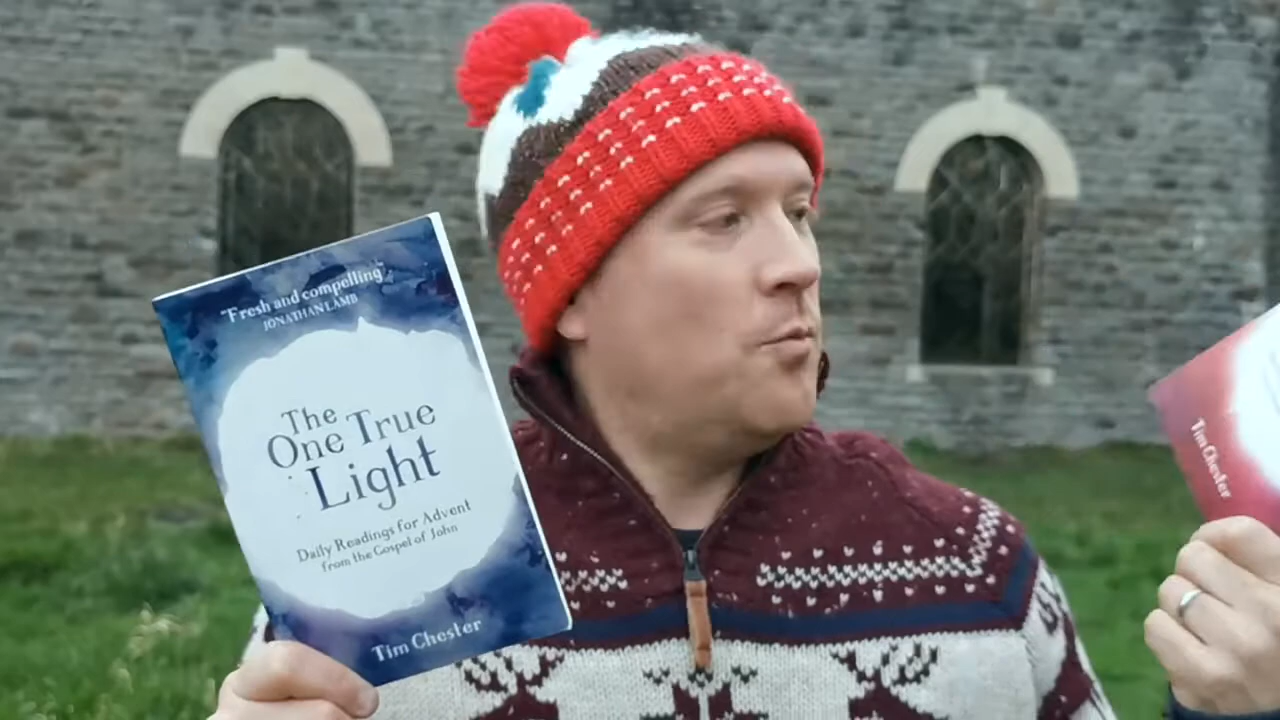 "Fresh and compelling"
JONATHAN LAMB
The
One True
Light
Daily Readings for Advent
from the Gospel of John
Tim Chester
Tim Chester